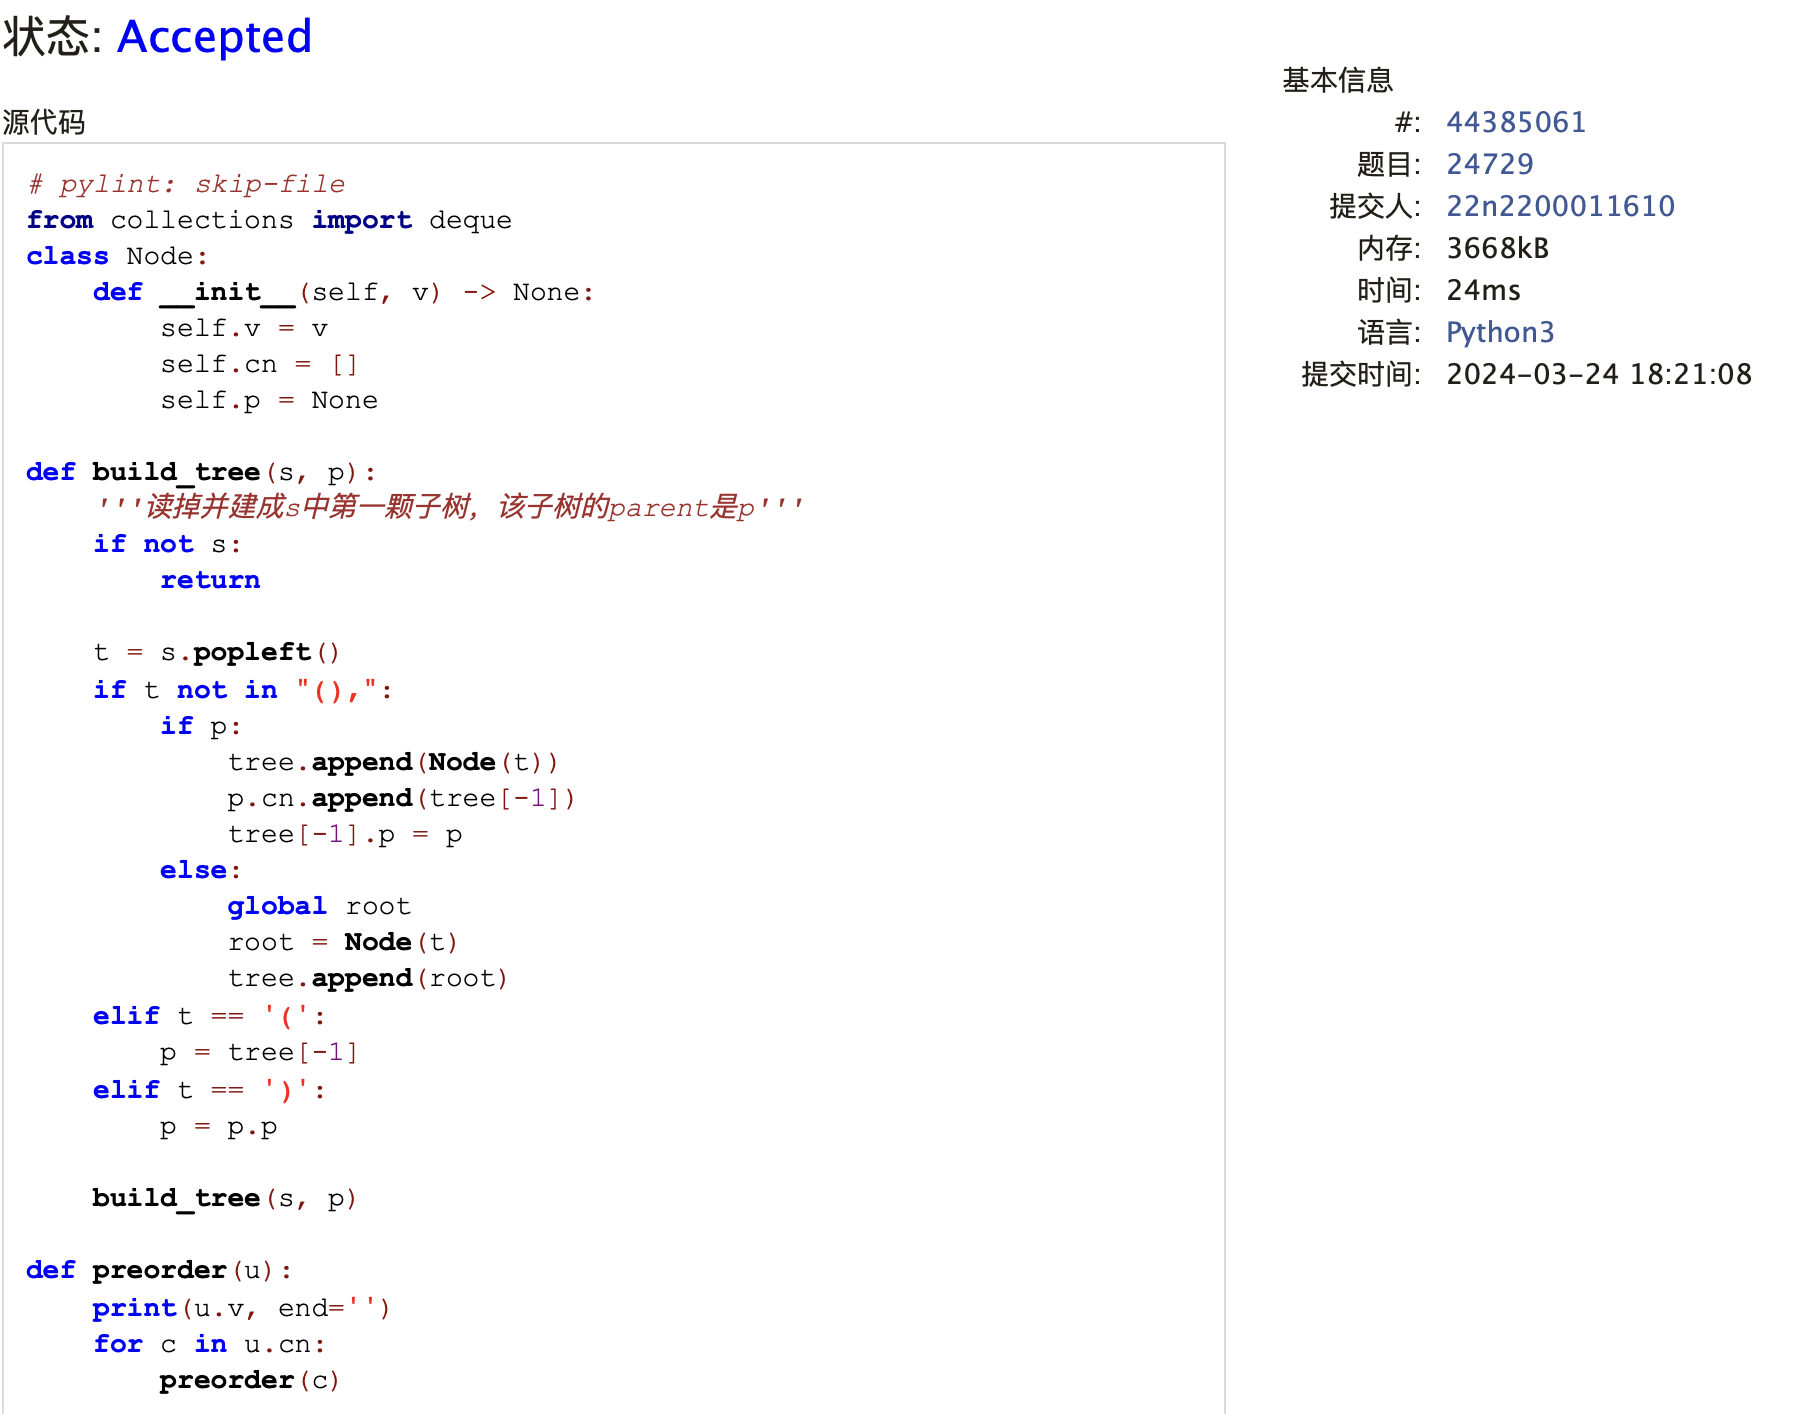 状态: Accepted
源代码
# pylint: skip-file
from collections import deque
class Node:
    def __init__(self, v) -> None:
        self.v = v
        self.cn = []
        self.p = None
def build_tree(s, p):
    '''读掉并建成s中第一颗子树，该子树的parent是p'''
    if not s:
        return
    t = s.popleft()
    if t not in "(),":
        if p:
            tree.append(Node(t))
            p.cn.append(tree[-1])
            tree[-1].p = p
        else:
            global root
            root = Node(t)
            tree.append(root)
    elif t == '(':
        p = tree[-1]
    elif t == ')':
        p = p.p
    build_tree(s, p)
def preorder(u):
    print(u.v, end='')
    for c in u.cn:
        preorder(c)
基本信息
#: 44385061
题目: 24729
提交人: 22n2200011610
内存: 3668kB
时间: 24ms
语言: Python3
提交时间: 2024-03-24 18:21:08